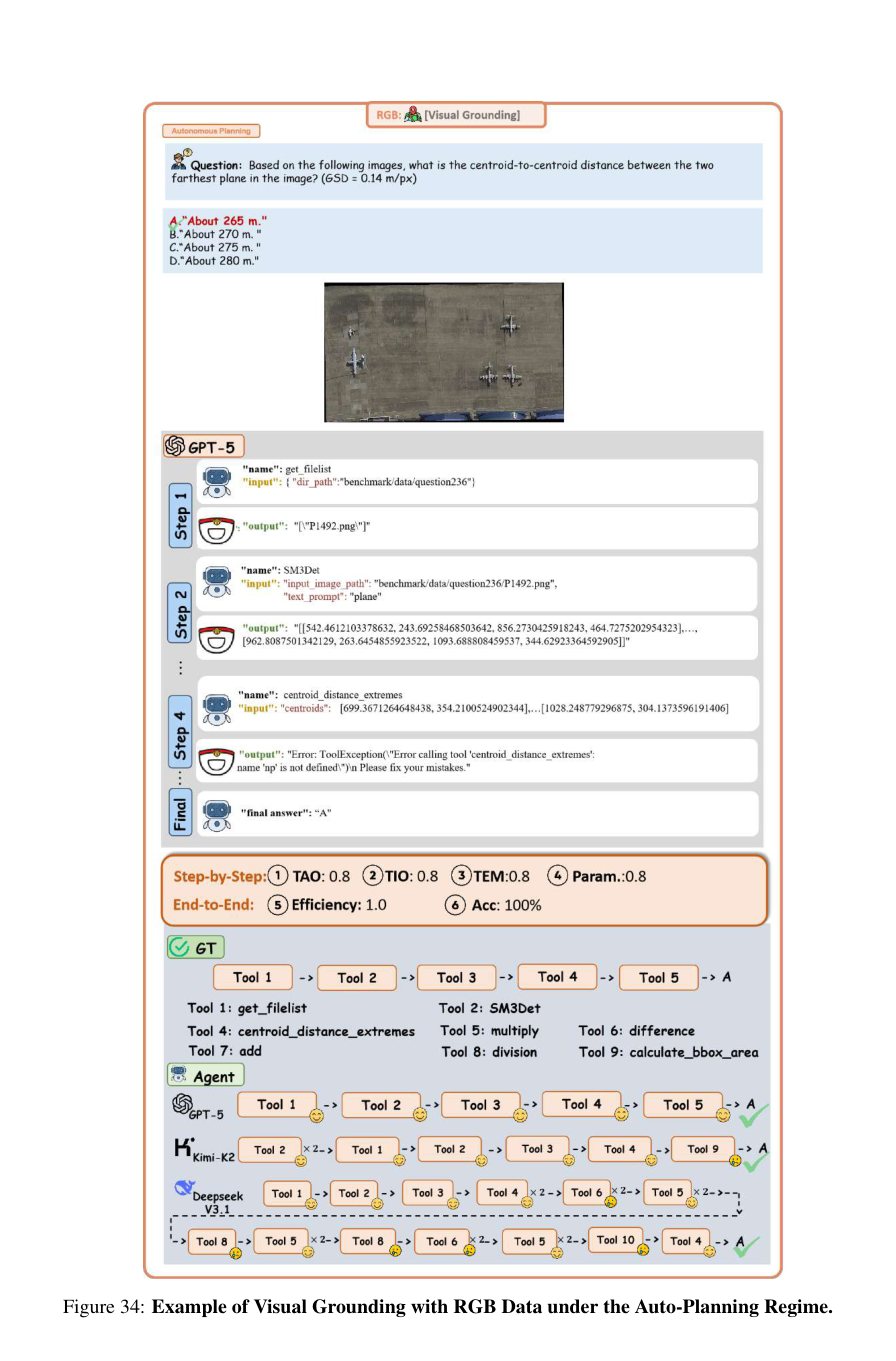 RGB: [Visual Grounding]
Autonomous Planning
Question: Based on the following images, what is the centroid-to-centroid distance between the two
farthest plane in the image? (GSD = 0.14 m/px)
A."About 265 m."
B."About 270 m. "
C."About 275 m. "
D."About 280 m."
GPT-5
Step 1
"name": get_filelist
"input": { "dir_path":"benchmark/data/question236"}
"output": "[\"P1492.png\"]"
Step 2
"name": SM3Det
"input": "input_image_path": "benchmark/data/question236/P1492.png",
"text_prompt": "plane"
"output": "[[542.4612103378632, 243.69258468503642, 856.2730425918243, 464.7275202954323],...,
[962.8087501342129, 263.6454855923522, 1093.688808459537, 344.62923364592905]]"
...
Step 4
"name": centroid_distance_extremes
"input": "centroids": [699.3671264648438, 354.2100524902344],...[1028.248779296875, 304.1373596191406]
"output": "Error: ToolException(\"Error calling tool 'centroid_distance_extremes':
name 'np' is not defined\")\n Please fix your mistakes."
...
Final
"final answer": “A”
Step-by-Step: 1 TAO: 0.8 2 TIO: 0.8 3 TEM:0.8 4 Param.:0.8
End-to-End: 5 Efficiency: 1.0 6 Acc: 100%
GT
Tool 1 -> Tool 2 -> Tool 3 -> Tool 4 -> Tool 5 -> A
Tool 1: get_filelist Tool 2: SM3Det
Tool 4: centroid_distance_extremes Tool 5: multiply Tool 6: difference
Tool 7: add Tool 8: division Tool 9: calculate_bbox_area
Agent
GPT-5 Tool 1 -> Tool 2 -> Tool 3 -> Tool 4 -> Tool 5 -> A
Kimi-K2 Tool 2 × 2-> Tool 1 -> Tool 2 -> Tool 3 -> Tool 4 -> Tool 9 -> A
Deepseek V3.1 Tool 1 -> Tool 2 -> Tool 3 -> Tool 4 × 2-> Tool 6 × 2-> Tool 5 × 2->
-> Tool 8 -> Tool 5 × 2-> Tool 8 -> Tool 6 × 2-> Tool 5 × 2-> Tool 10 -> Tool 4 -> A
Figure 34: Example of Visual Grounding with RGB Data under the Auto-Planning Regime.